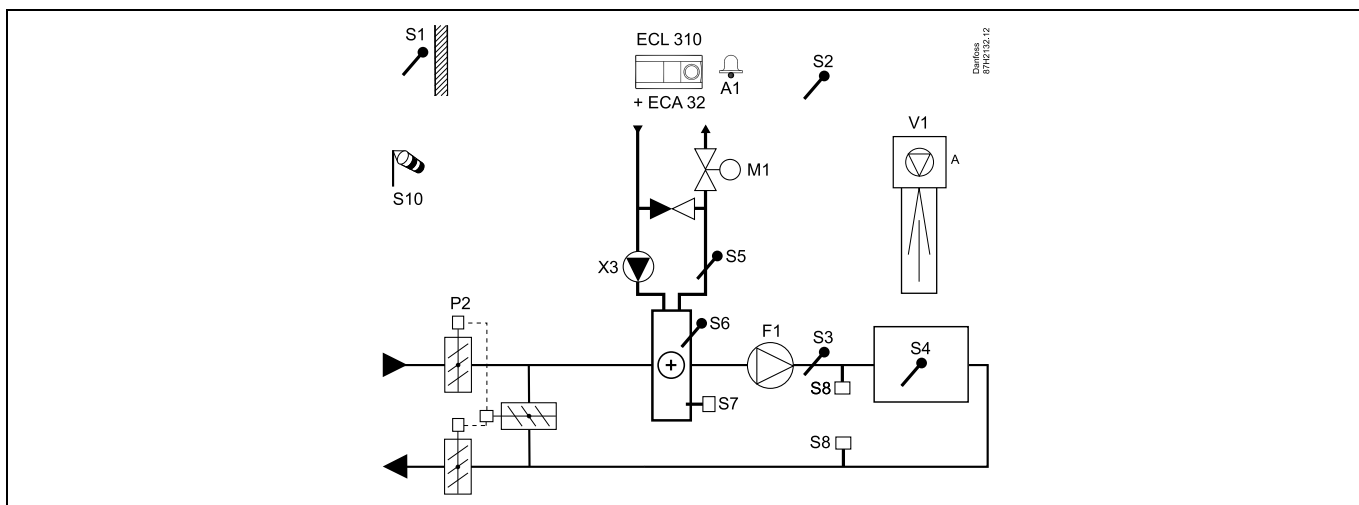 S1
ECL 310
A1
+ ECA 32
S2
Danfoss
87H2132.12
V1
A
S10
M1
X3
S5
P2
S6
F1
S3
S4
S8
S7
S8